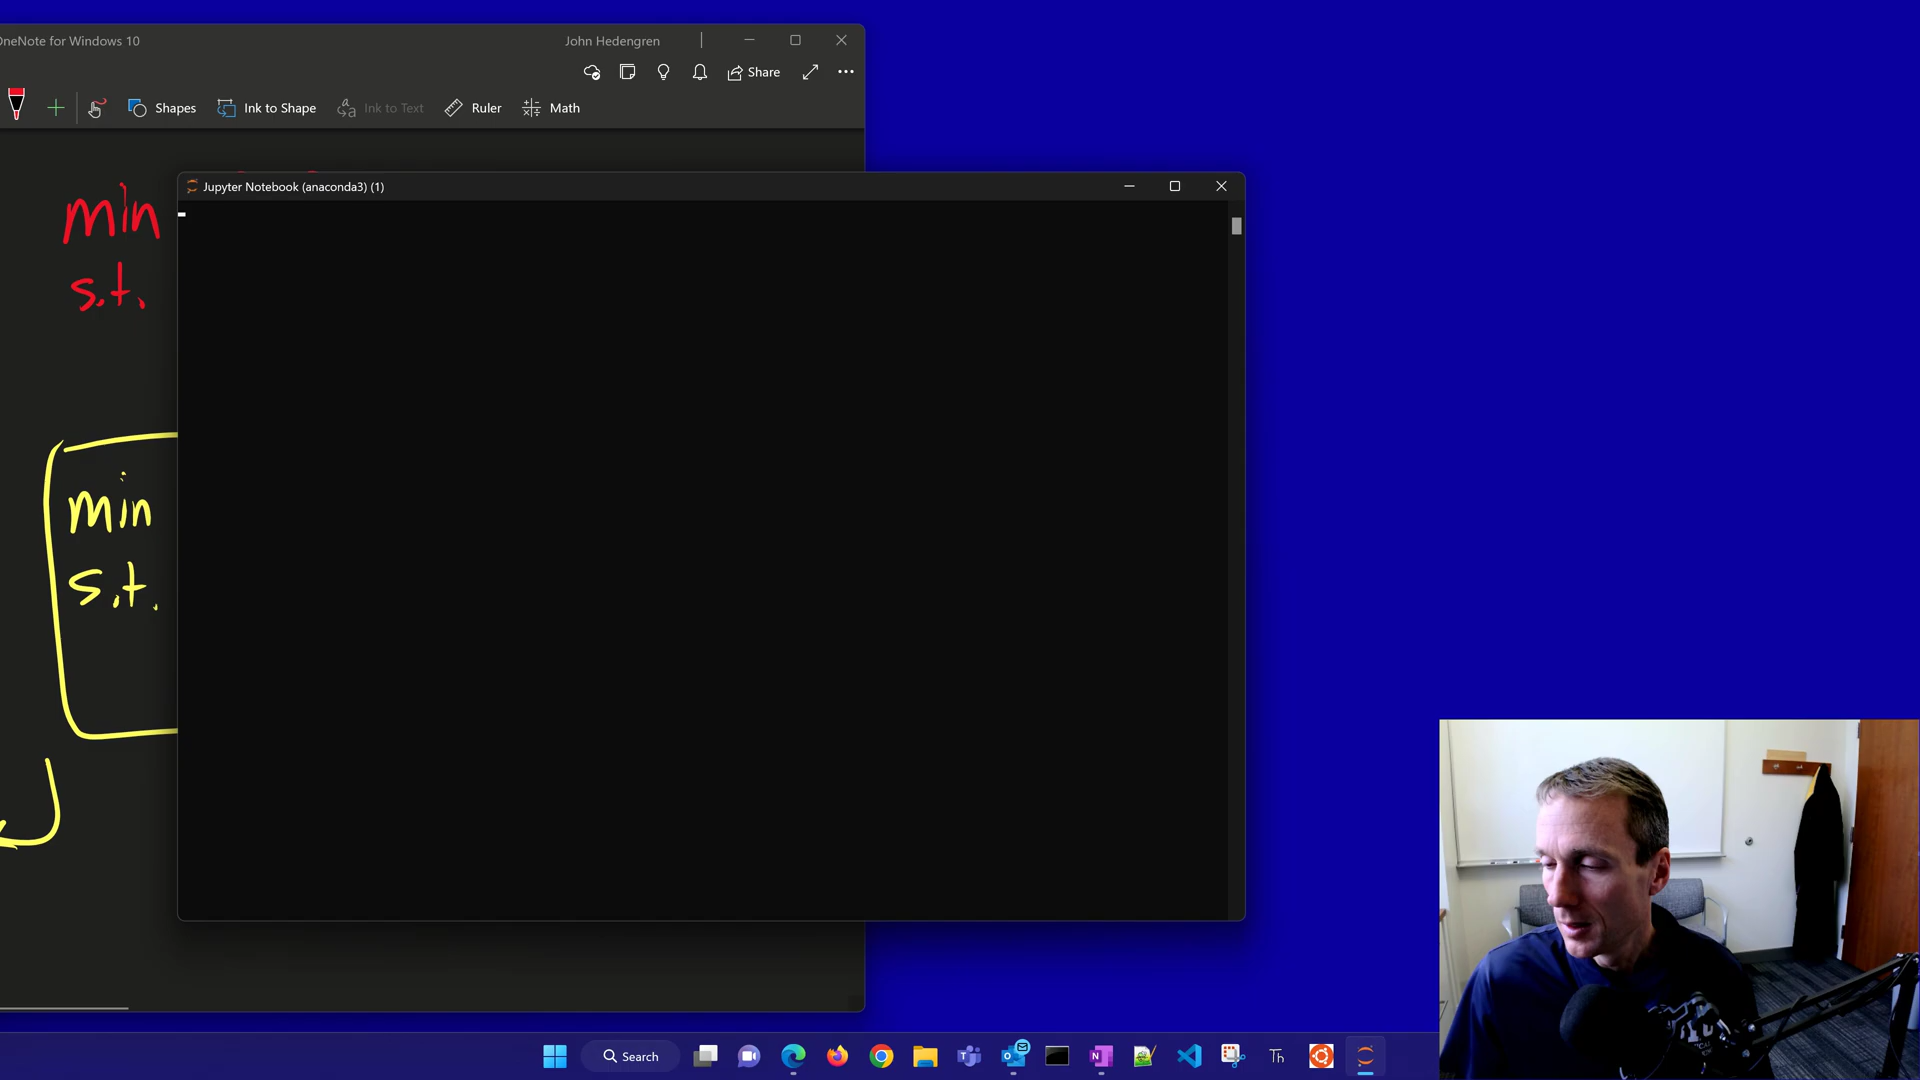 OneNote for Windows 10
John Hedengren
Share
Shapes
Ink to Shape
Ink to Text
Ruler
Math
min
s.t.
Jupyter Notebook (anaconda3) (1)
min
s.t.
Search
Th